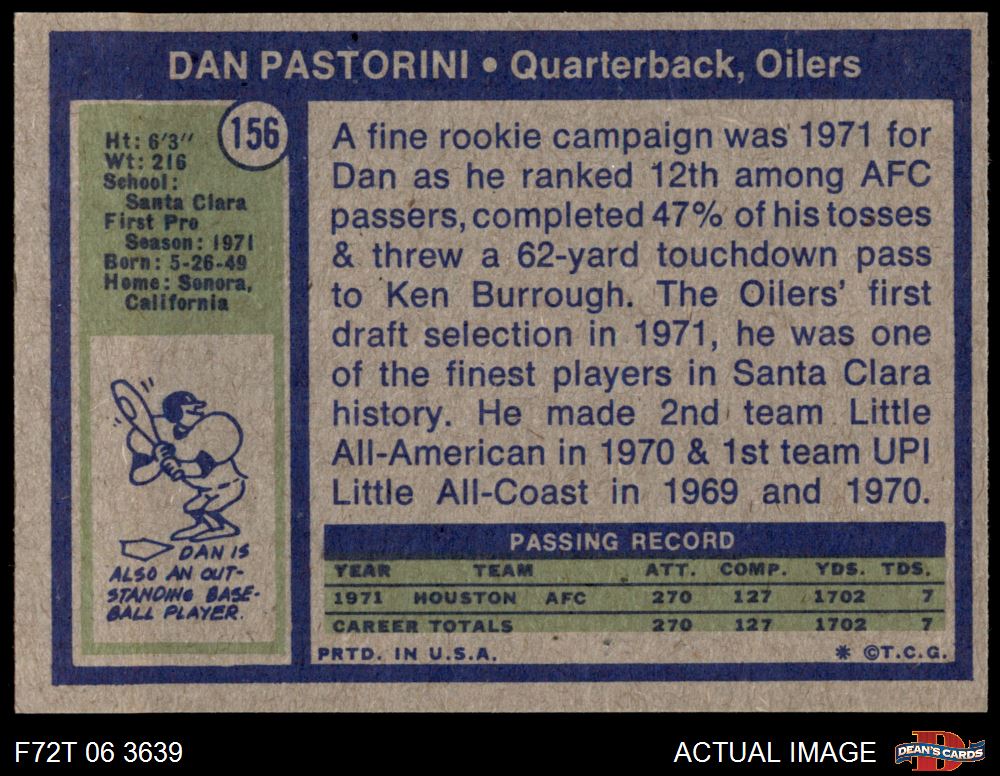 DAN PASTORINI • Quarterback, Oilers
156
Ht: 6'3"
Wt: 216
School:
Santa Clara
First Pro
Season: 1971
Born: 5-26-49
Home: Sonora,
California
DAN IS
ALSO AN OUT-
STANDING BASE-
BALL PLAYER.
A fine rookie campaign was 1971 for
Dan as he ranked 12th among AFC
passers, completed 47% of his tosses
& threw a 62-yard touchdown pass
to Ken Burrough. The Oilers' first
draft selection in 1971, he was one
of the finest players in Santa Clara
history. He made 2nd team Little
All-American in 1970 & 1st team UPI
Little All-Coast in 1969 and 1970.
PASSING RECORD
YEAR TEAM ATT. COMP. YDS. TDS.
1971 HOUSTON AFC 270 127 1702 7
CAREER TOTALS 270 127 1702 7
PRTD. IN U.S.A. * ©T.C.G.
F72T 06 3639
ACTUAL IMAGE
DEAN'S CARDS